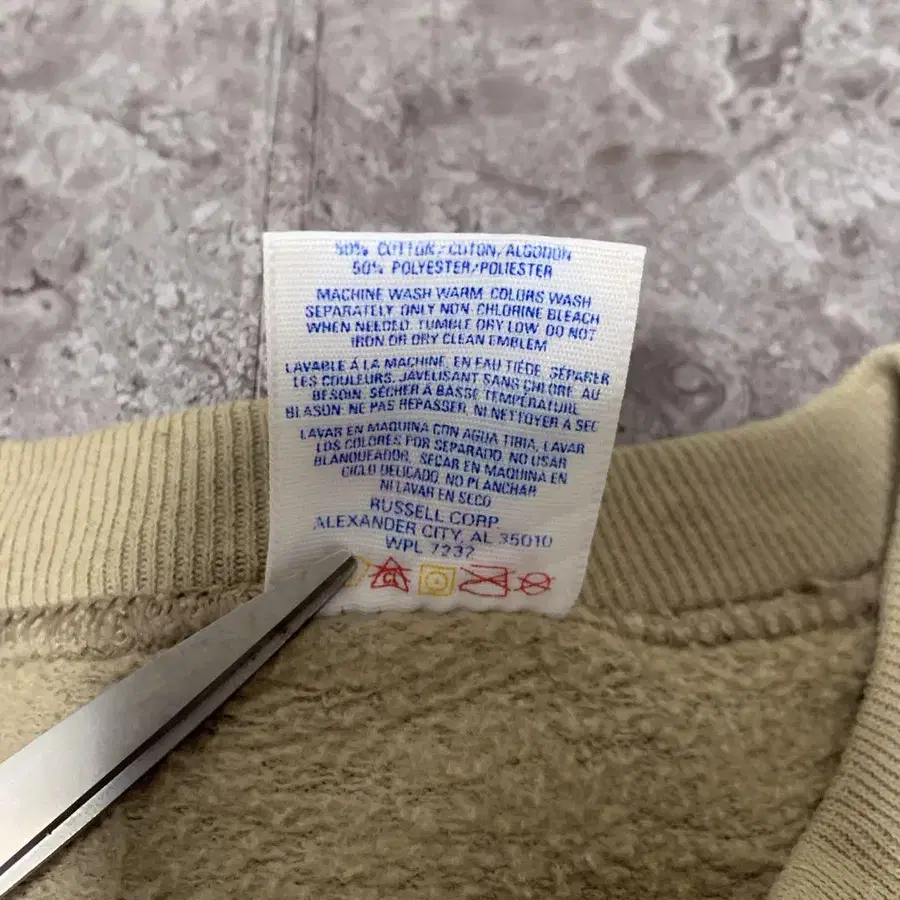 50% COTTON/COTON/ALGODON
50% POLYESTER/POLIESTER
MACHINE WASH WARM. COLORS WASH
SEPARATELY. ONLY NON-CHLORINE BLEACH
WHEN NEEDED. TUMBLE DRY LOW. DO NOT
IRON OR DRY CLEAN EMBLEM
LAVABLE À LA MACHINE, EN EAU TIÈDE. SÉPARER
LES COULEURS. JAVELISANT SANS CHLORE, AU
BESOIN. SÉCHER À BASSE TEMPÉRATURE
BLASON: NE PAS REPASSER, NI NETTOYER À SEC
LAVAR EN MAQUINA CON AGUA TIBIA, LAVAR
LOS COLORES POR SEPARADO. NO USAR
BLANQUEADOR. SECAR EN MAQUINA EN
CICLO DELICADO. NO PLANCHAR
NI LAVAR EN SECO
RUSSELL CORP.
ALEXANDER CITY, AL 35010
WPL 7232
CL